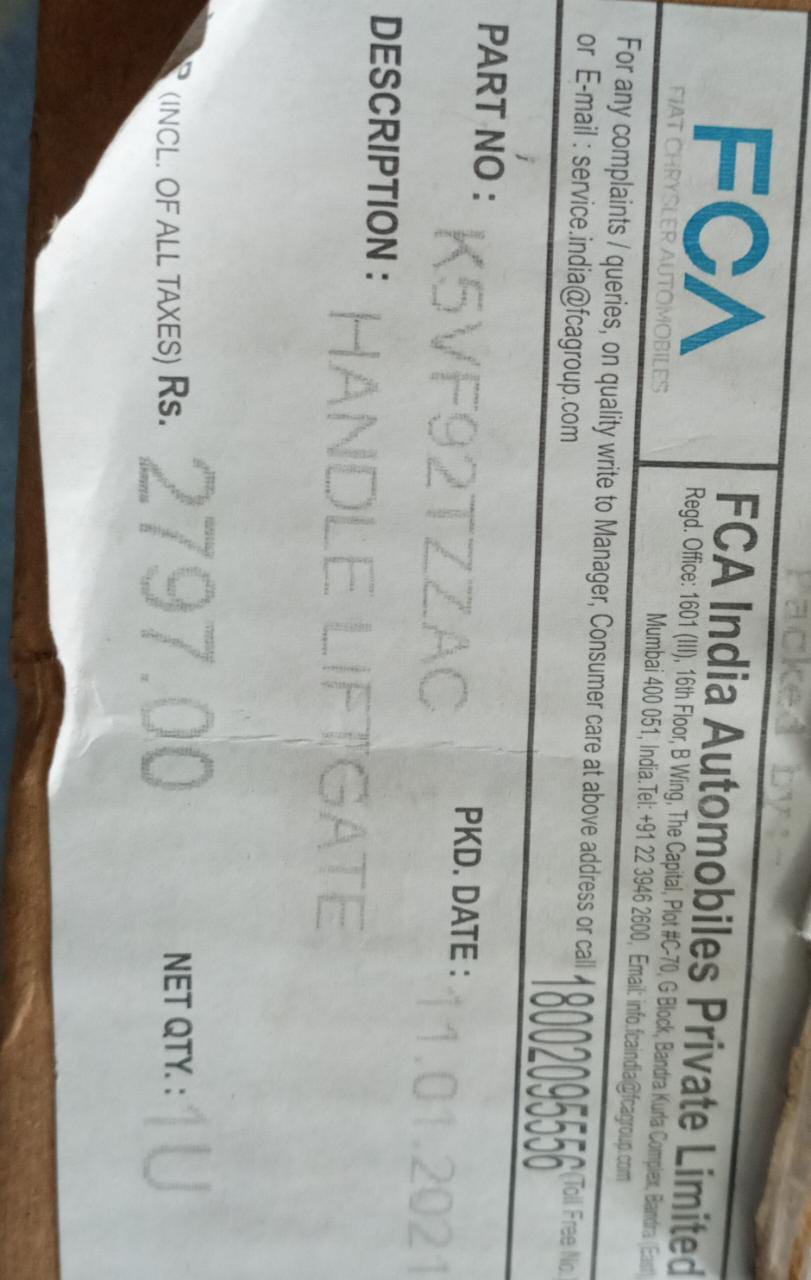 Packed by:-
FCA
FIAT CHRYSLER AUTOMOBILES
FCA India Automobiles Private Limited
Regd. Office: 1601 (III), 16th Floor, B Wing, The Capital, Plot #C-70, G Block, Bandra Kurla Complex, Bandra (East)
Mumbai 400 051, India.Tel: +91 22 3946 2600, Email: info.fcaindia@fcagroup.com
For any complaints / queries, on quality write to Manager, Consumer care at above address or call 18002095556 (Toll Free No.)
or E-mail : service.india@fcagroup.com 18002095556
PART NO : K5VF92TZZAC PKD. DATE : 11.01.2021
DESCRIPTION : HANDLE LIFTGATE
P (INCL. OF ALL TAXES) Rs. 2797.00 NET QTY. : 1U